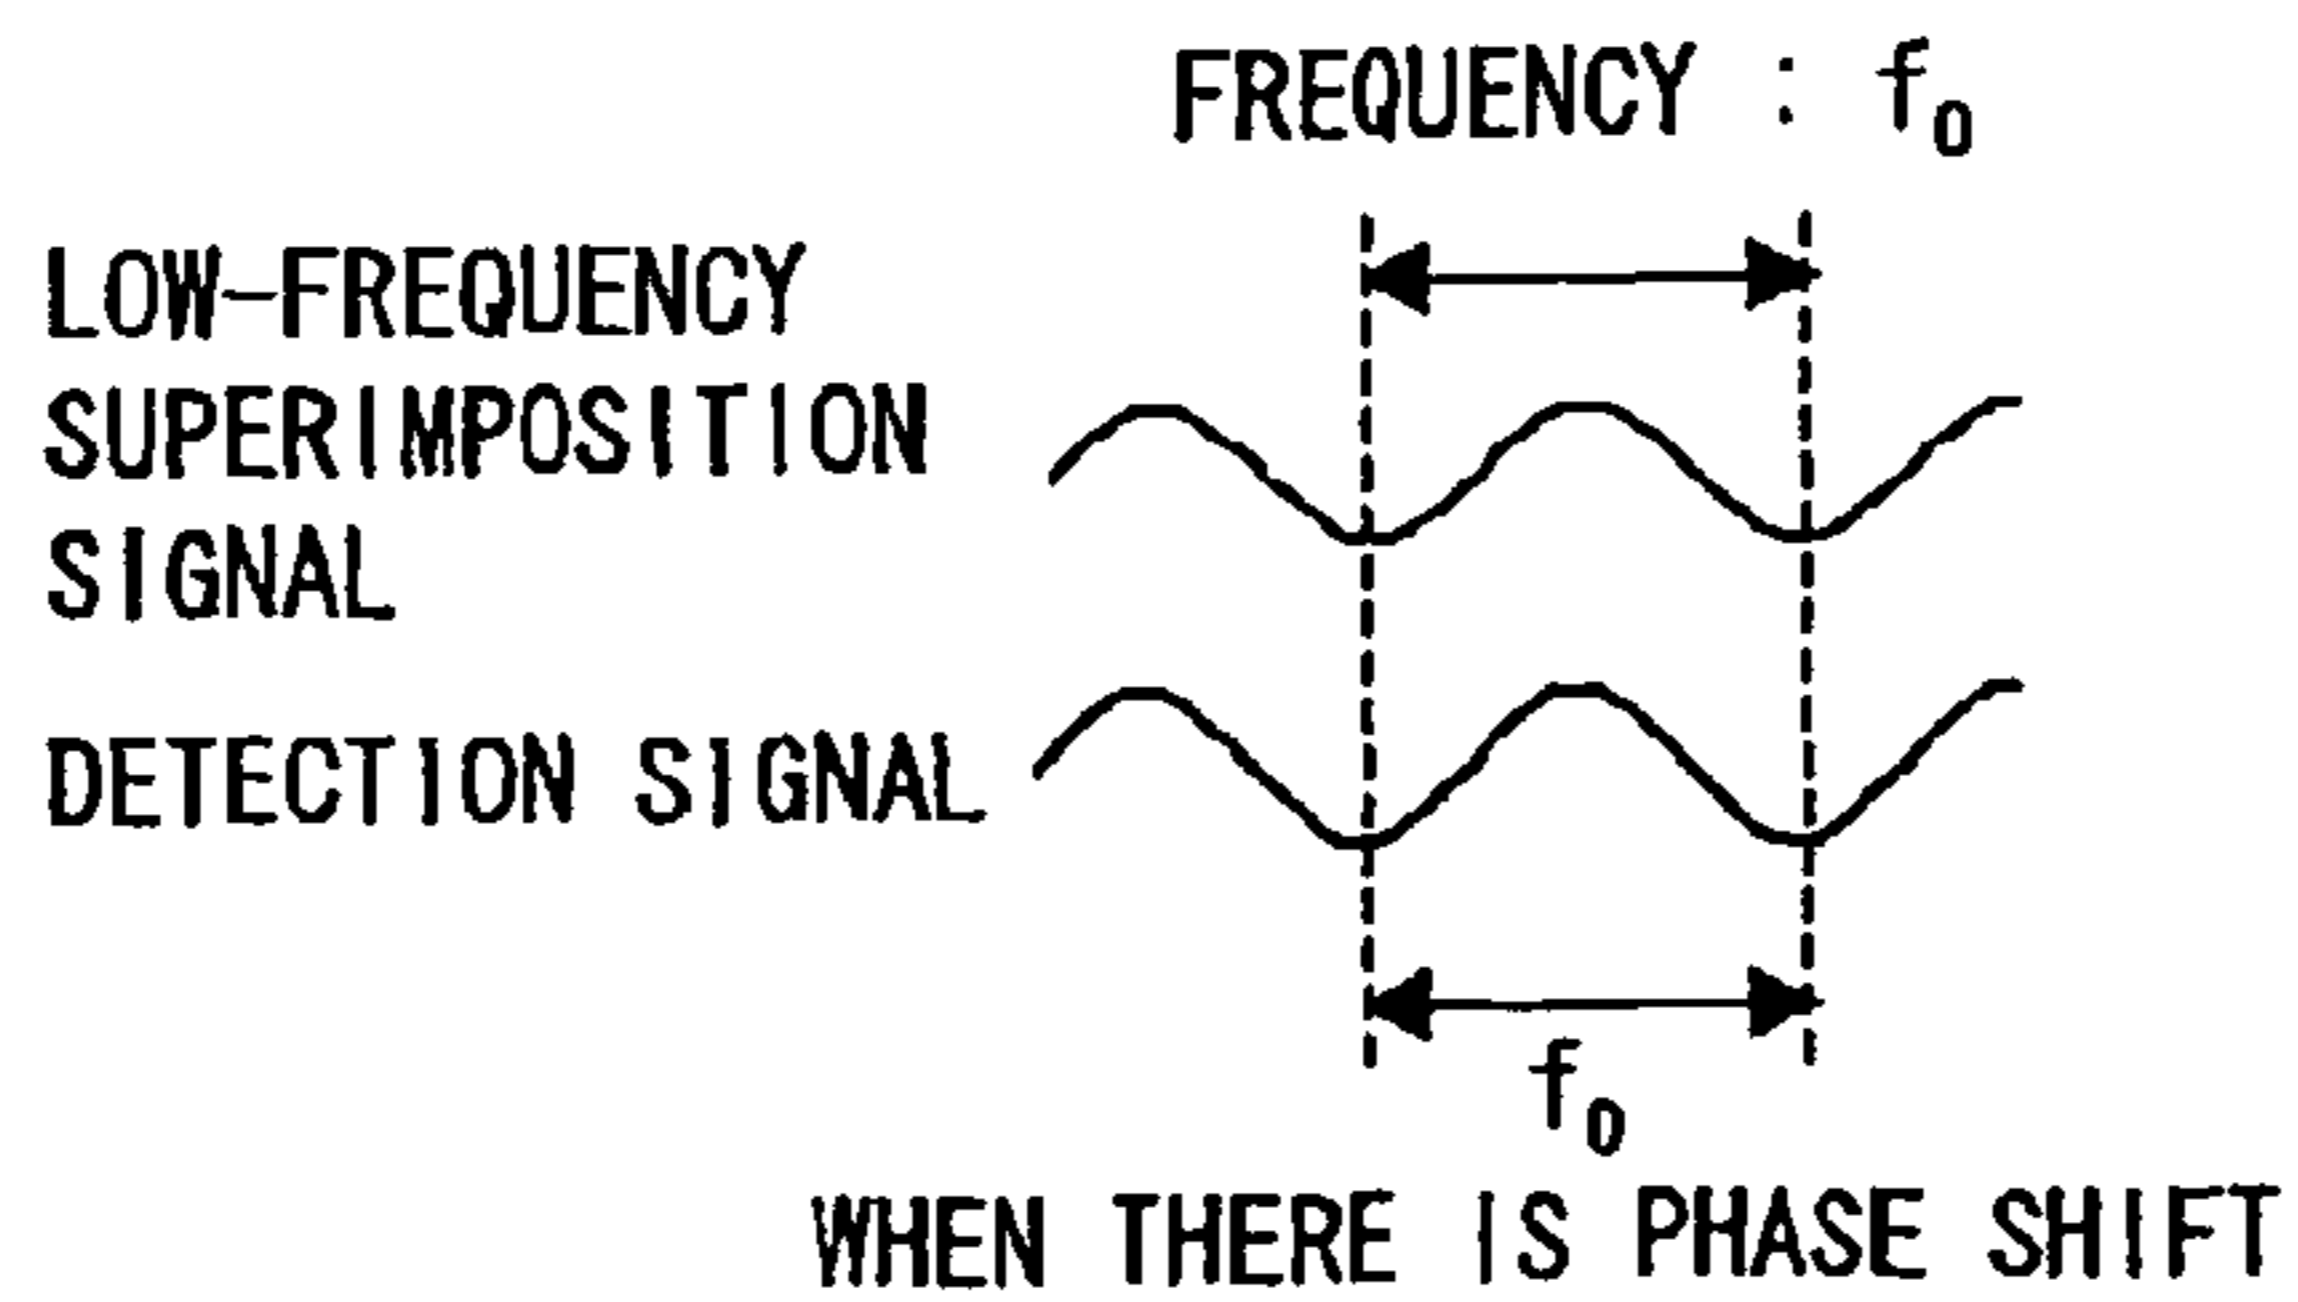 FREQUENCY : f₀
LOW-FREQUENCY
SUPERIMPOSITION
SIGNAL
DETECTION SIGNAL
f₀
WHEN THERE IS PHASE SHIFT